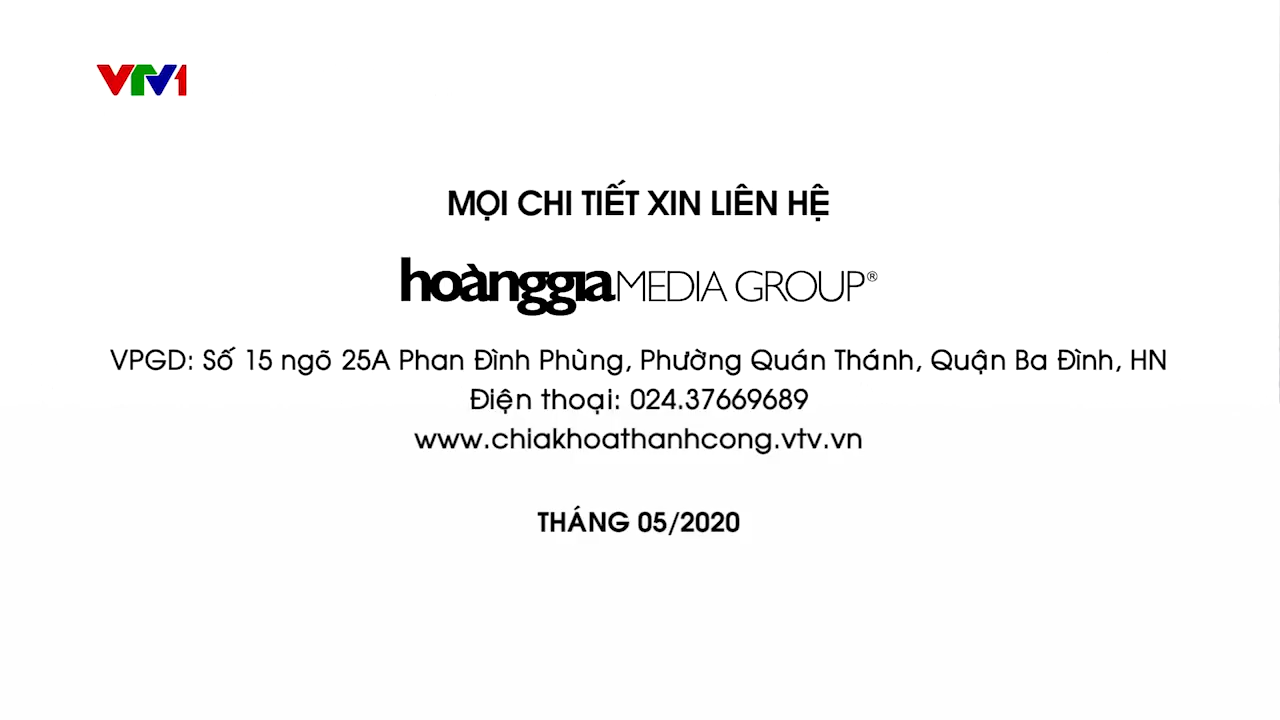 VTV1
MỌI CHI TIẾT XIN LIÊN HỆ
hoànggia MEDIA GROUP®
VPGD: Số 15 ngõ 25A Phan Đình Phùng, Phường Quán Thánh, Quận Ba Đình, HN
Điện thoại: 024.37669689
www.chiakhoathanhcong.vtv.vn
THÁNG 05/2020